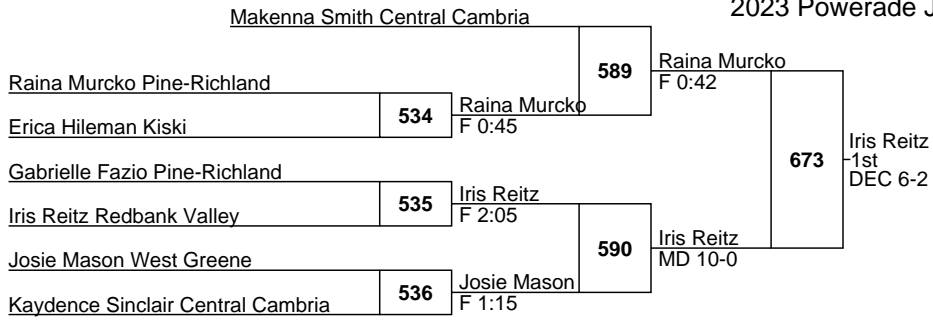 2023 Powerade J
Makenna Smith Central Cambria
589
Raina Murcko
F 0:42
Raina Murcko Pine-Richland
534
Raina Murcko
F 0:45
Erica Hileman Kiski
673
Iris Reitz
1st
DEC 6-2
Gabrielle Fazio Pine-Richland
535
Iris Reitz
F 2:05
Iris Reitz Redbank Valley
590
Iris Reitz
MD 10-0
Josie Mason West Greene
536
Josie Mason
F 1:15
Kaydence Sinclair Central Cambria